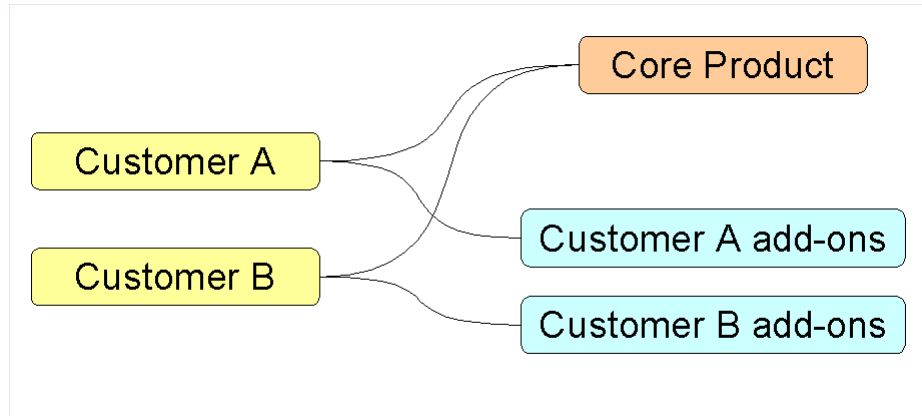 Core Product
Customer A
Customer A add-ons
Customer B
Customer B add-ons